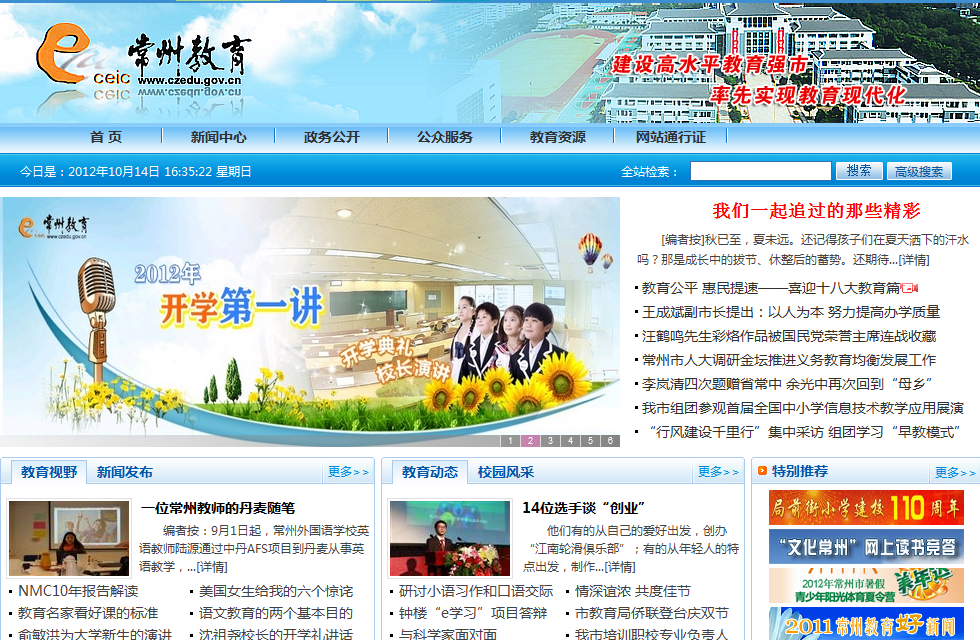 ceic
常州教育
www.czedu.gov.cn
建设高水平教育强市
率先实现教育现代化
首 页 新闻中心 政务公开 公众服务 教育资源 网站通行证
今日是：2012年10月14日 16:35:22 星期日 全站检索： 搜索 高级搜索
常州教育
www.czedu.gov.cn
2012年
开学第一讲
开学典礼
校长演讲
1 2 3 4 5 6
我们一起追过的那些精彩
[编者按]秋已至，夏未远。还记得孩子们在夏天洒下的汗水
吗？那是成长中的拔节、休整后的蓄势。还期待...[详情]
教育公平 惠民提速——喜迎十八大教育篇
王成斌副市长提出：以人为本 努力提高办学质量
汪鹤鸣先生彩烙作品被国民党荣誉主席连战收藏
常州市人大调研金坛推进义务教育均衡发展工作
李岚清四次题赠省常中 余光中再次回到“母乡”
我市组团参观首届全国中小学信息技术教学应用展演
“行风建设千里行”集中采访 组团学习“早教模式”
教育视野 新闻发布 更多>>
一位常州教师的丹麦随笔
编者按：9月1日起，常州外国语学校英
语教师陆源通过中丹AFS项目到丹麦从事英
语教学，...[详情]
NMC10年报告解读 美国女生给我的六个惊诧
教育名家看好课的标准 语文教育的两个基本目的
俞敏洪为大学新生的演讲 沈祖尧校长的开学礼讲话
教育动态 校园风采 更多>>
14位选手谈“创业”
他们有的从自己的爱好出发，创办
“江南轮滑俱乐部”；有的从年轻人的特
点出发，制作...[详情]
研讨小语习作和口语交际 情深谊浓 共度佳节
钟楼“e学习”项目答辩 市教育局侨联登台庆双节
与科学家面对面 我市培训职校专业负责人
特别推荐 更多>>
局前街小学建校110周年
“文化常州”网上读书竞答
2012年常州市暑假
青少年阳光体育夏令营
美年沙
2011常州教育好新闻